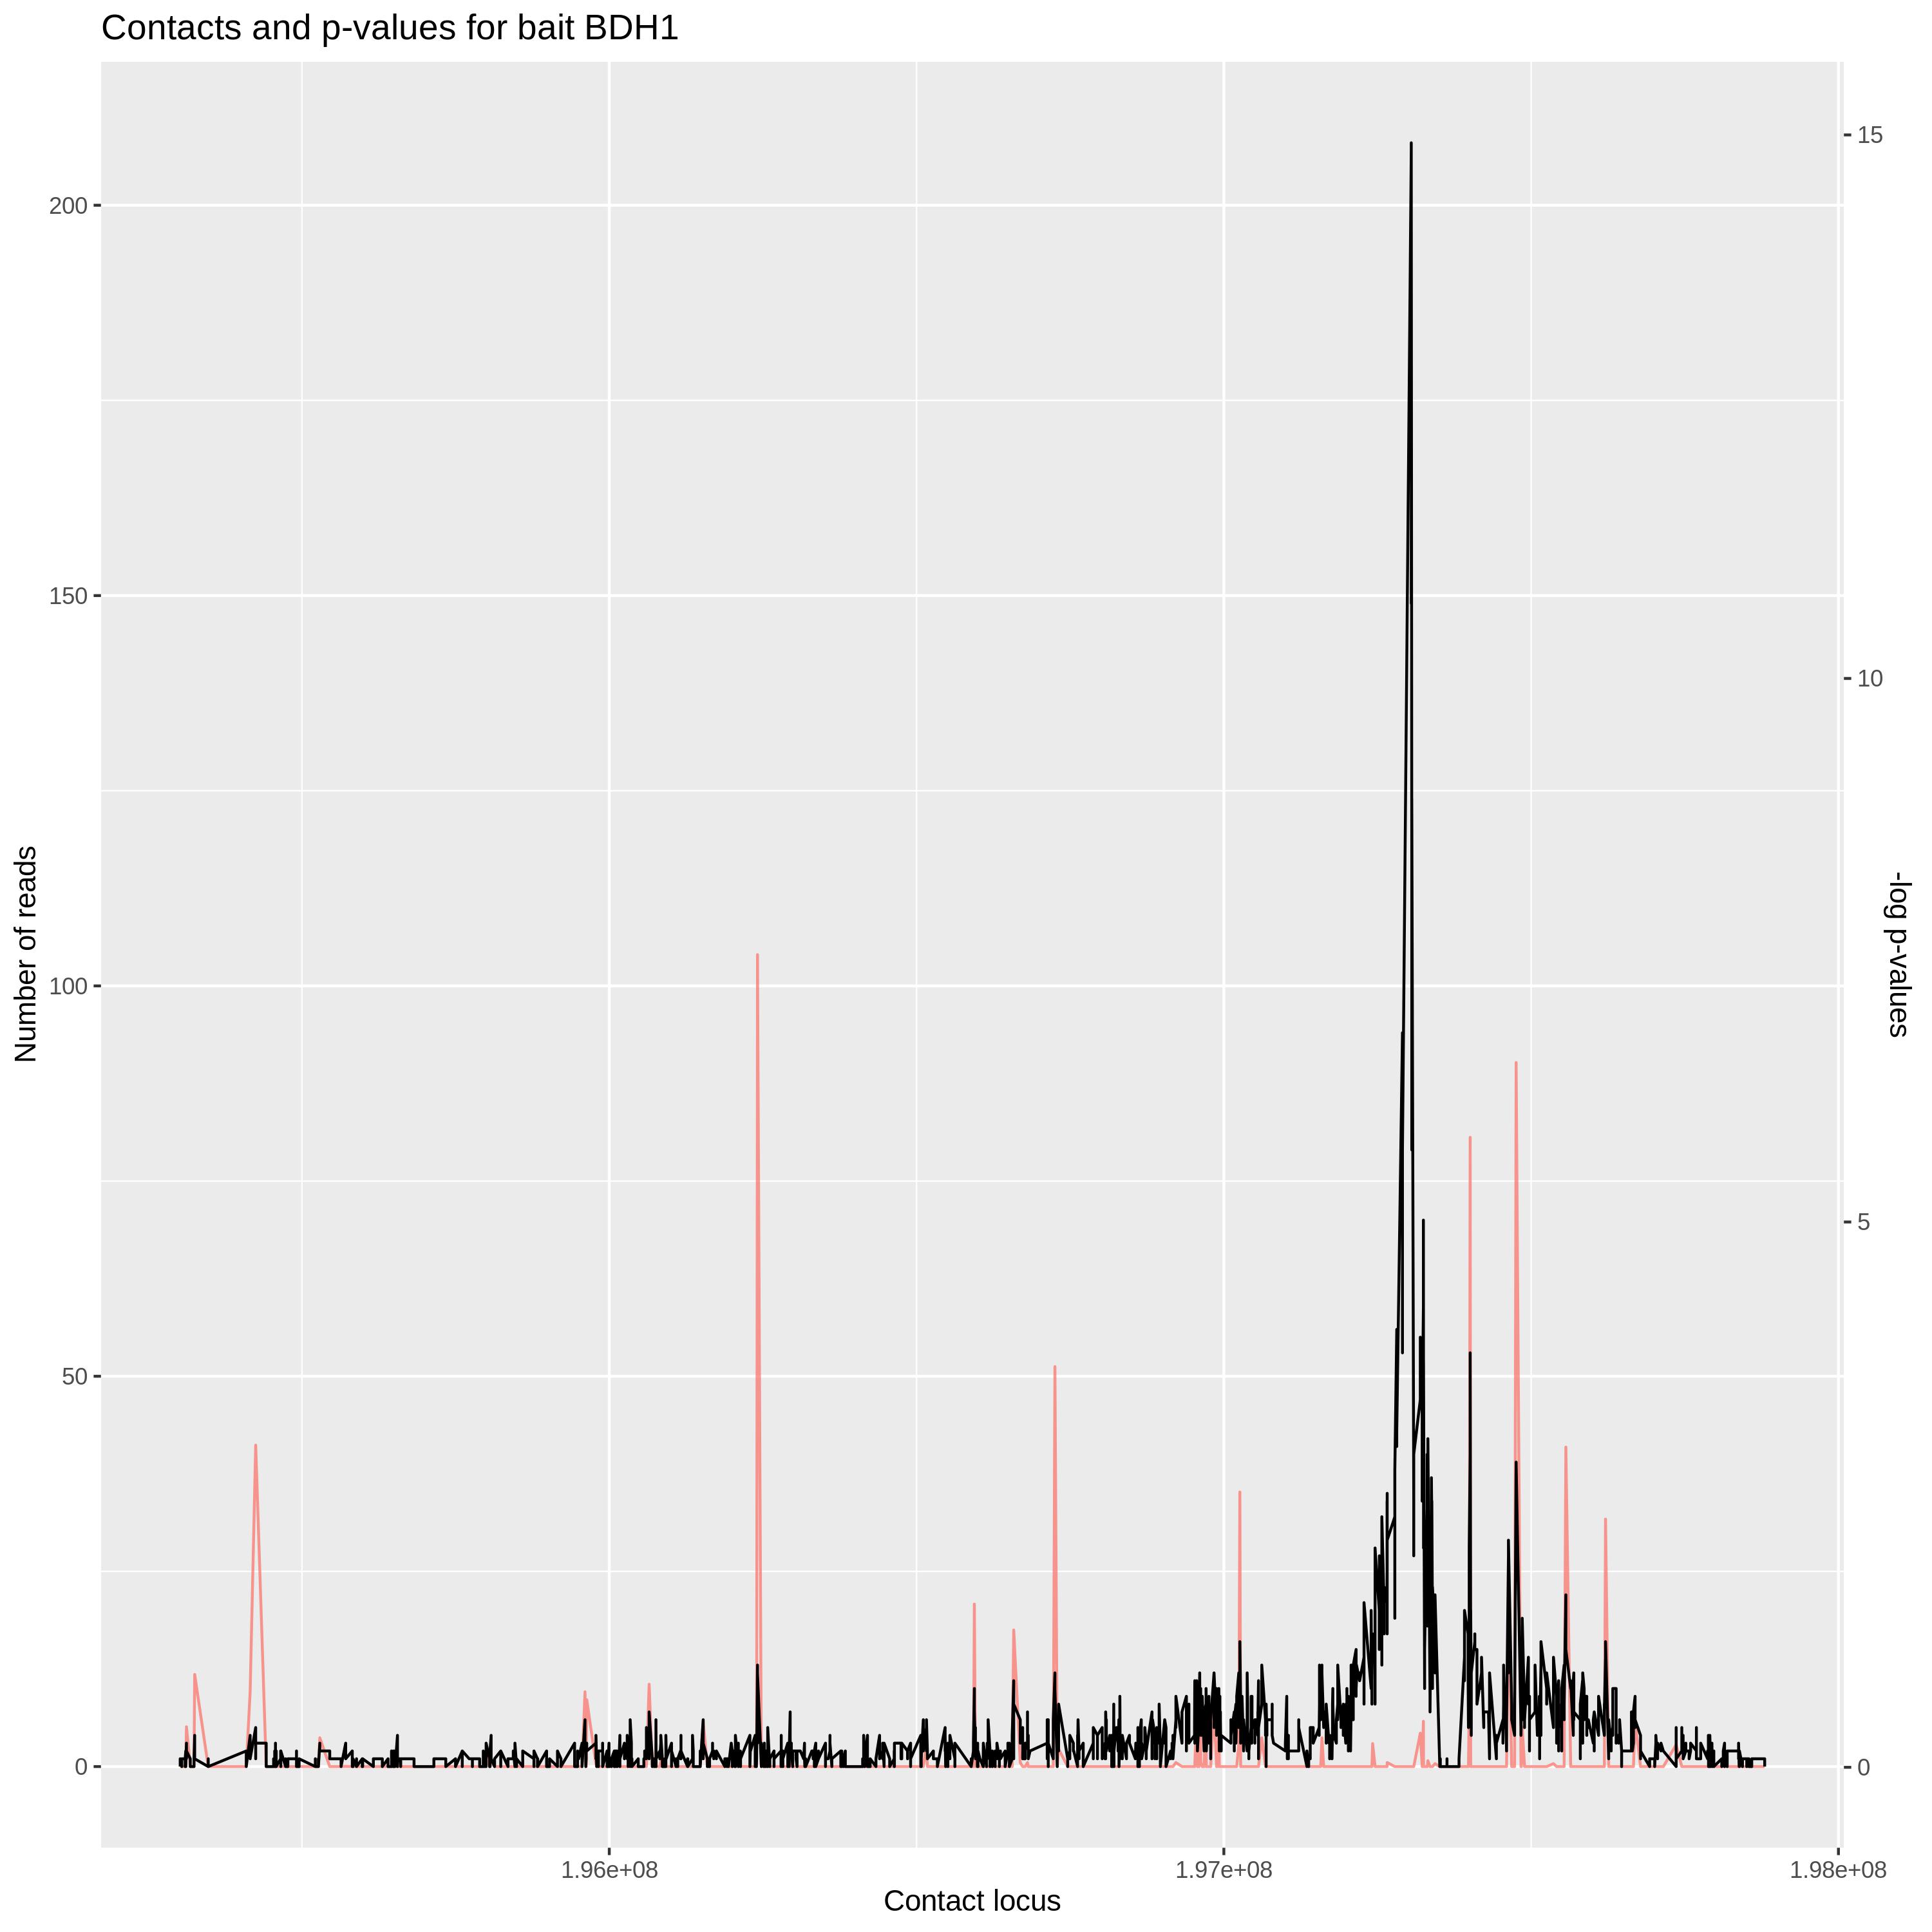 Contacts and p-values for bait BDH1
200
150
100
50
0
Number of reads
15
10
5
0
-log p-values
1.96e+08
1.97e+08
1.98e+08
Contact locus